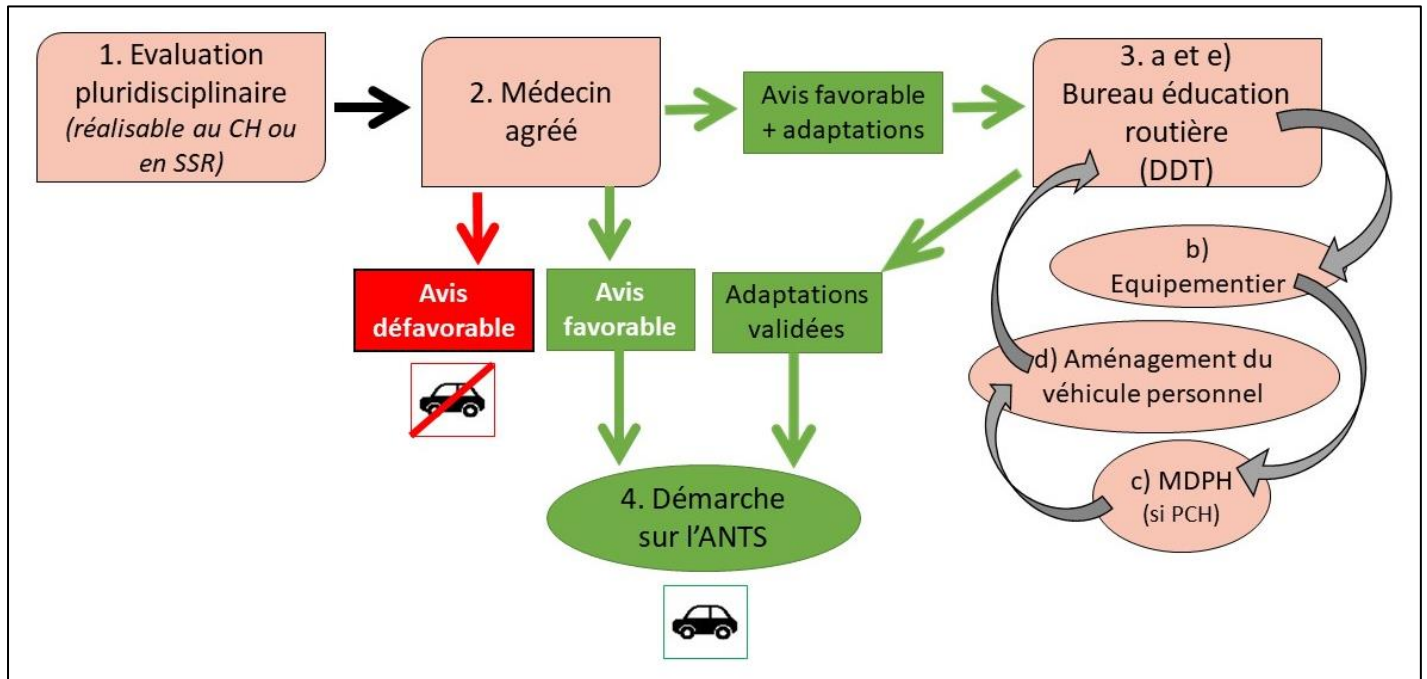 1. Evaluation
pluridisciplinaire
(réalisable au CH ou
en SSR)
2. Médecin
agréé
Avis favorable
+ adaptations
3. a et e)
Bureau éducation
routière
(DDT)
b)
Equipementier
Avis
défavorable
Avis
favorable
Adaptations
validées
d) Aménagement du
véhicule personnel
c) MDPH
(si PCH)
4. Démarche
sur l’ANTS